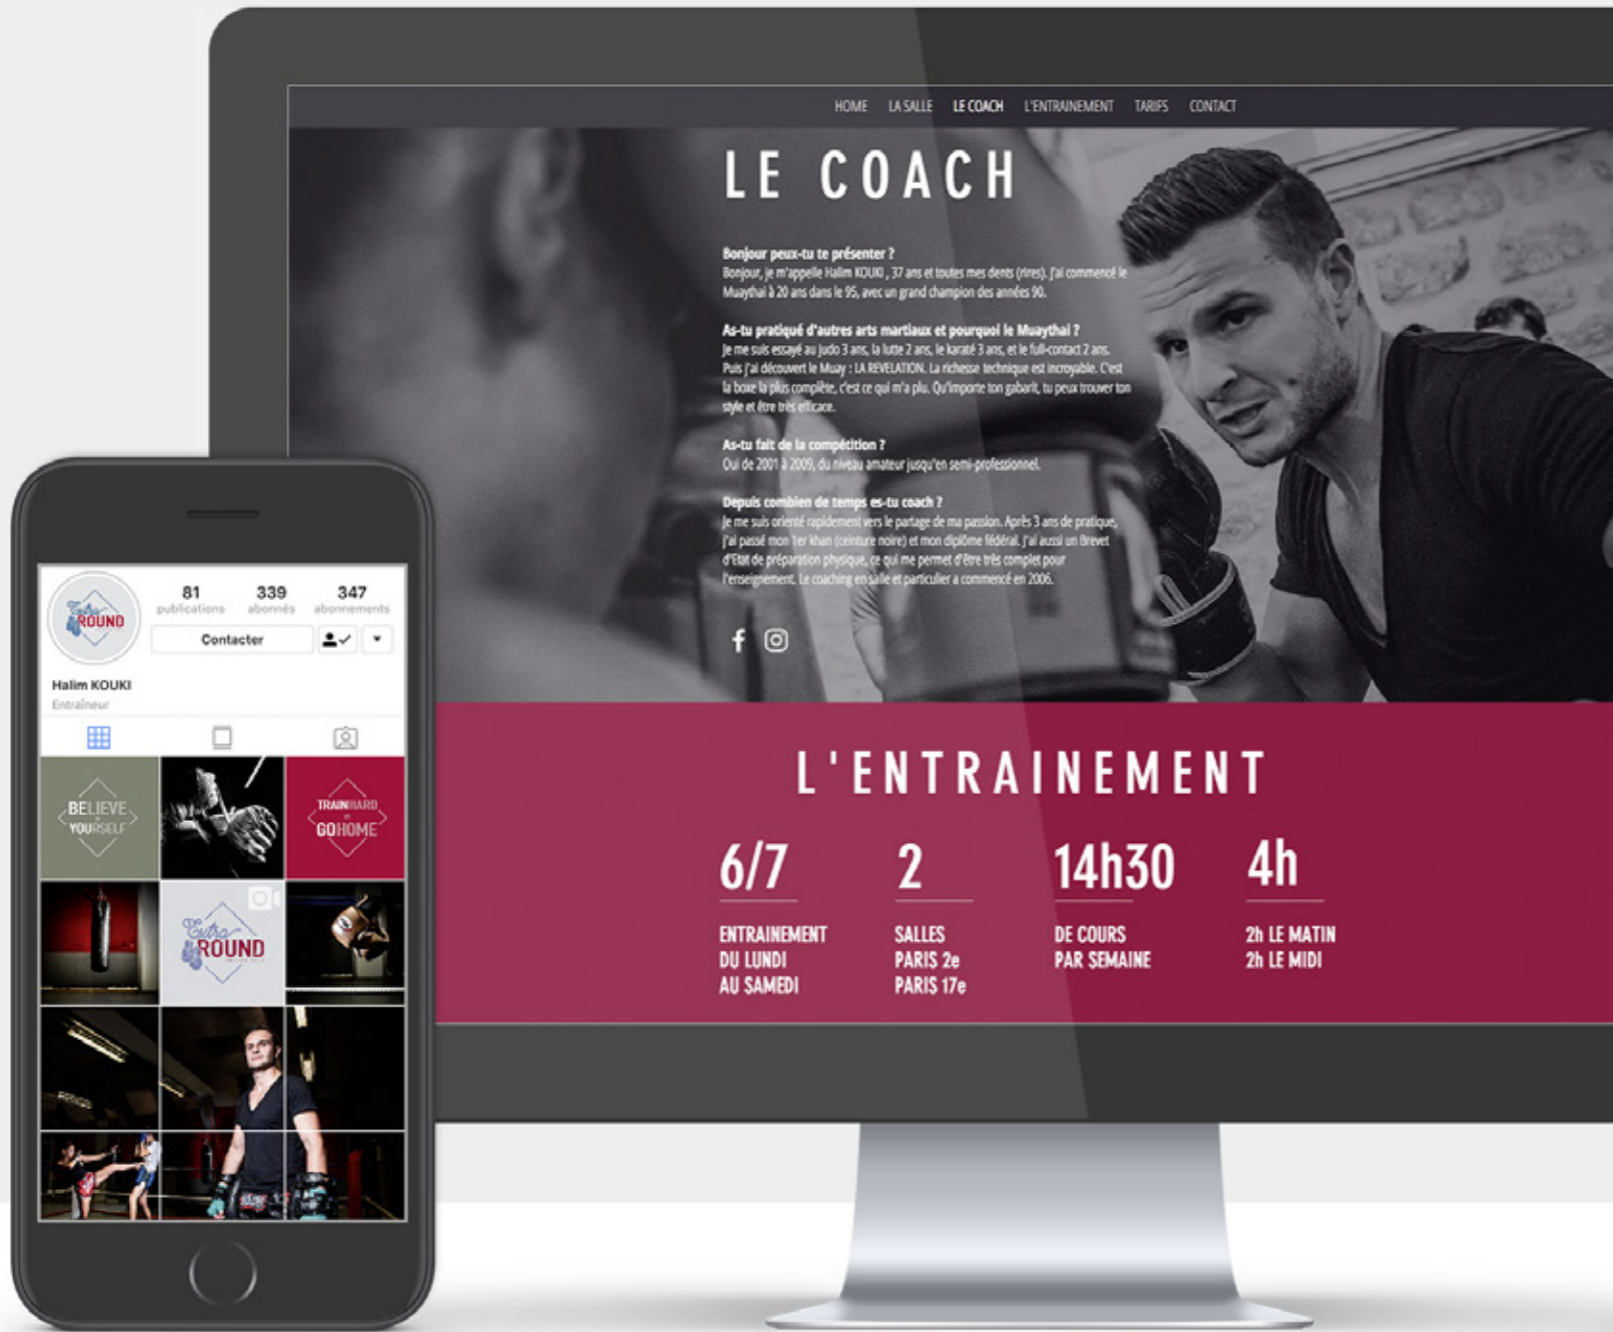 HOME LA SALLE LE COACH L'ENTRAINEMENT TARIFS CONTACT
LE COACH
Bonjour peux-tu te présenter ?
Bonjour, je m'appelle Halim KOUKI , 37 ans et toutes mes dents (rires). J'ai commencé le
Muaythai à 20 ans dans le 95, avec un grand champion des années 90.
As-tu pratiqué d'autres arts martiaux et pourquoi le Muaythai ?
Je me suis essayé au judo 3 ans, la lutte 2 ans, le karaté 3 ans, et le full-contact 2 ans.
Puis j'ai découvert le Muay : LA REVELATION. La richesse technique est incroyable. C'est
la boxe la plus complète, c'est ce qui m'a plu. Qu'importe ton gabarit, tu peux trouver ton
style et être très efficace.
As-tu fait de la compétition ?
Oui de 2001 à 2009, du niveau amateur jusqu'en semi-professionnel.
Depuis combien de temps es-tu coach ?
Je me suis orienté rapidement vers le partage de ma passion. Après 3 ans de pratique,
j'ai passé mon 1er khan (ceinture noire) et mon diplôme fédéral. J'ai aussi un Brevet
d'Etat de préparation physique, ce qui me permet d'être très complet pour
l'enseignement. Le coaching en salle et particulier a commencé en 2006.
L'ENTRAINEMENT
6/7
ENTRAINEMENT
DU LUNDI
AU SAMEDI
2
SALLES
PARIS 2e
PARIS 17e
14h30
DE COURS
PAR SEMAINE
4h
2h LE MATIN
2h LE MIDI
Extra
ROUND
81 339 347
publications abonnés abonnements
Contacter
Halim KOUKI
Entraîneur
BELIEVE
YOURSELF
TRAINHARD
OR
GOHOME
Extra
ROUND